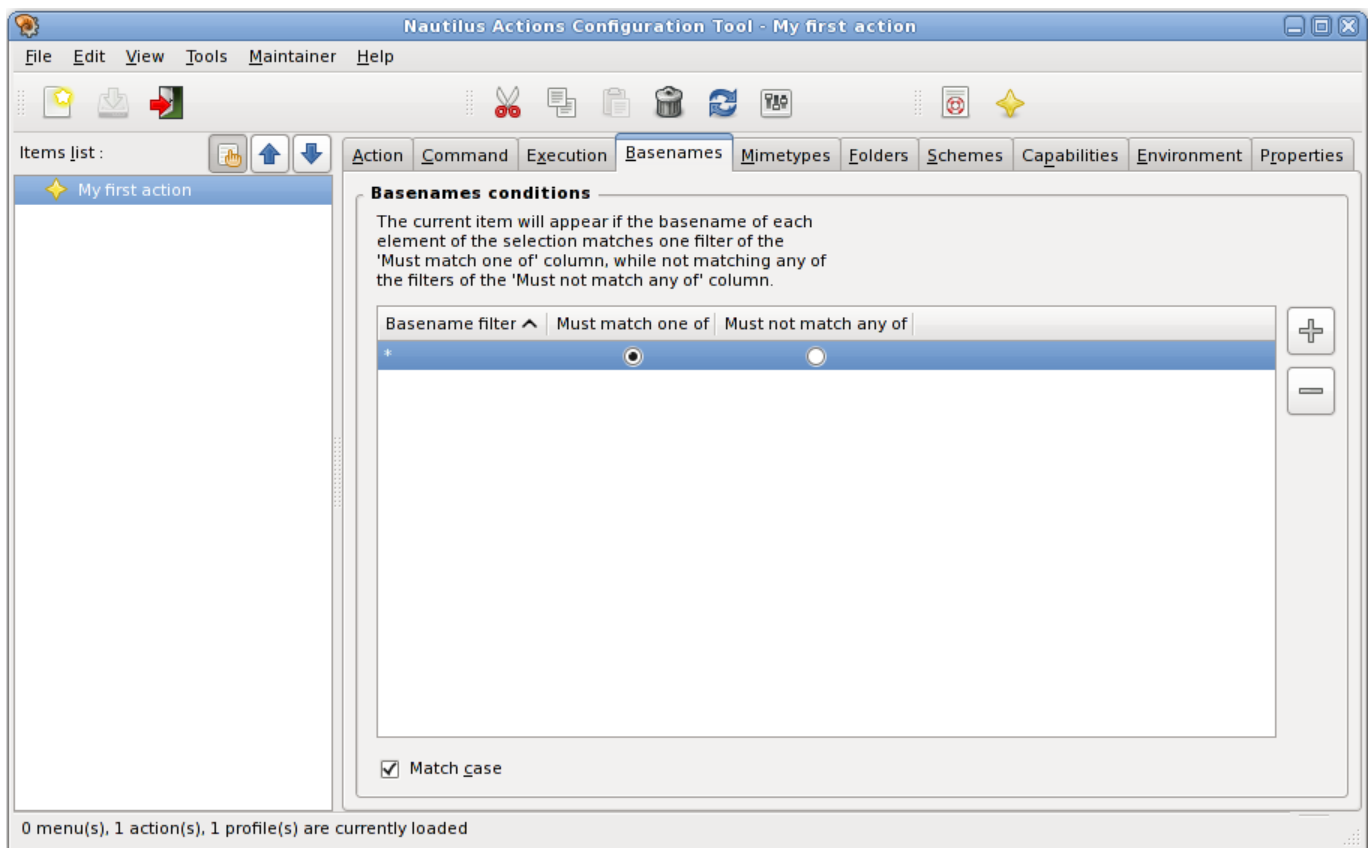 Nautilus Actions Configuration Tool - My first action
File Edit View Tools Maintainer Help
Items list :
Action Command Execution Basenames Mimetypes Folders Schemes Capabilities Environment Properties
My first action
Basenames conditions
The current item will appear if the basename of each
element of the selection matches one filter of the
'Must match one of' column, while not matching any of
the filters of the 'Must not match any of' column.
Basename filter Must match one of Must not match any of
*
Match case
0 menu(s), 1 action(s), 1 profile(s) are currently loaded